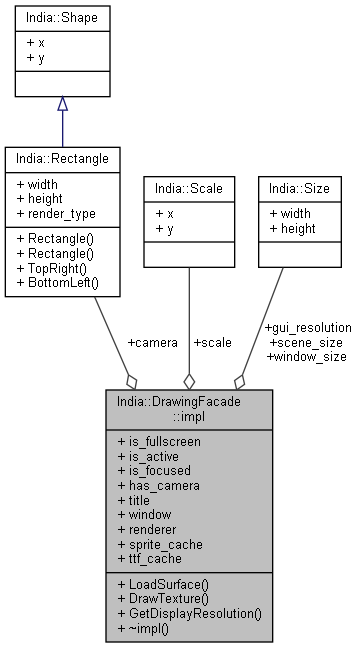 India::Shape
+ x
+ y
India::Rectangle
+ width
+ height
+ render_type
+ Rectangle()
+ Rectangle()
+ TopRight()
+ BottomLeft()
India::Scale
+ x
+ y
India::Size
+ width
+ height
+camera
+scale
+gui_resolution
+scene_size
+window_size
India::DrawingFacade
::impl
+ is_fullscreen
+ is_active
+ is_focused
+ has_camera
+ title
+ window
+ renderer
+ sprite_cache
+ ttf_cache
+ LoadSurface()
+ DrawTexture()
+ GetDisplayResolution()
+ ~impl()